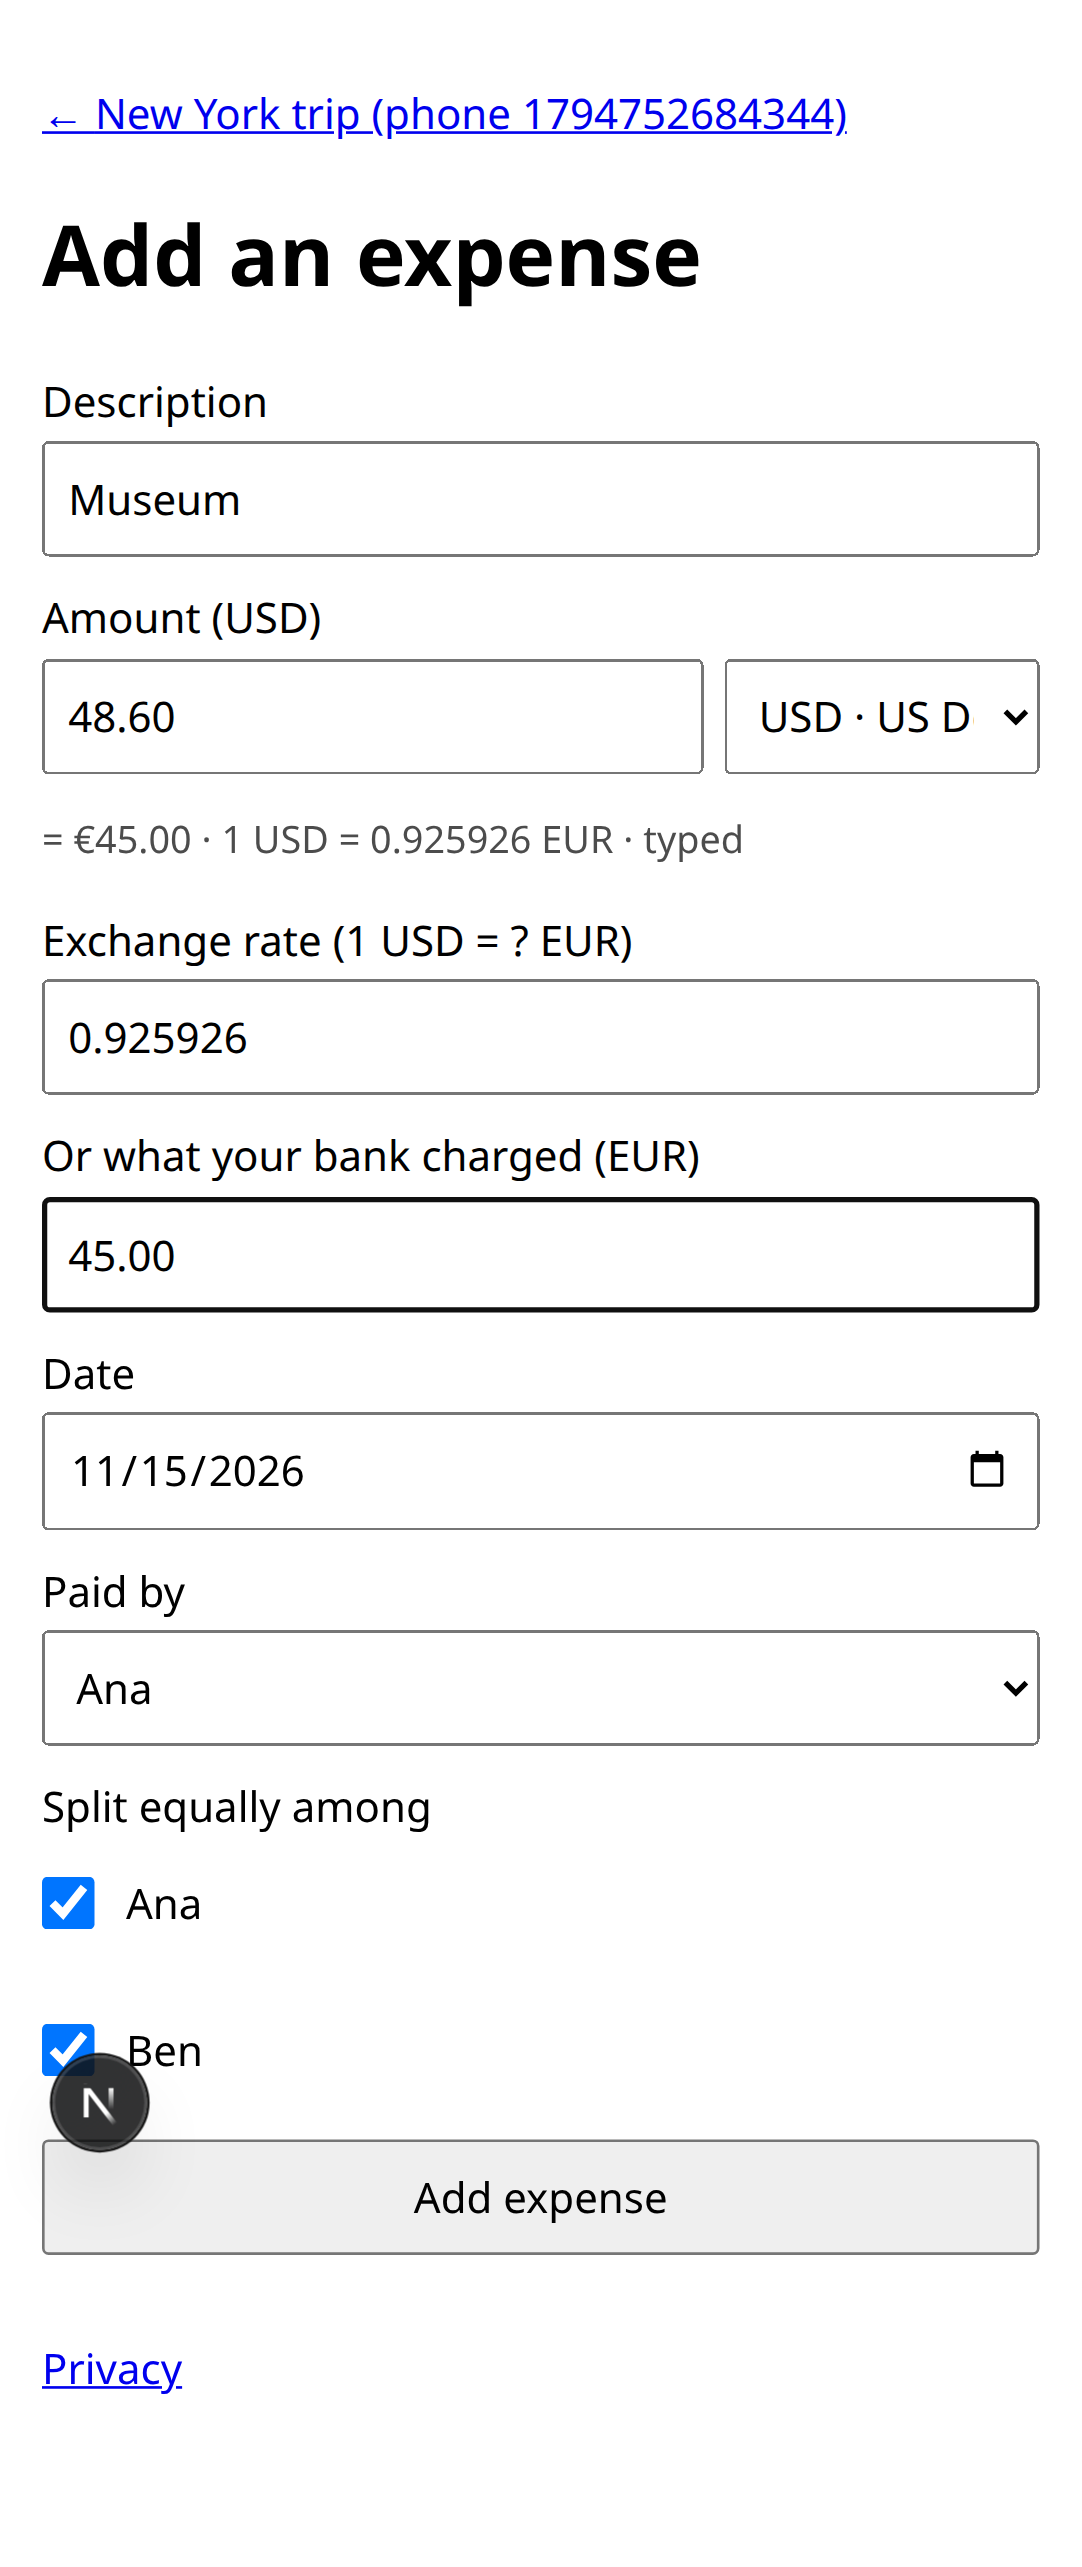 ← New York trip (phone 1794752684344)
Add an expense
Description
Museum
Amount (USD)
48.60
USD · US D
= €45.00 · 1 USD = 0.925926 EUR · typed
Exchange rate (1 USD = ? EUR)
0.925926
Or what your bank charged (EUR)
45.00
Date
11/15/2026
Paid by
Ana
Split equally among
Ana
Ben
N
Add expense
Privacy